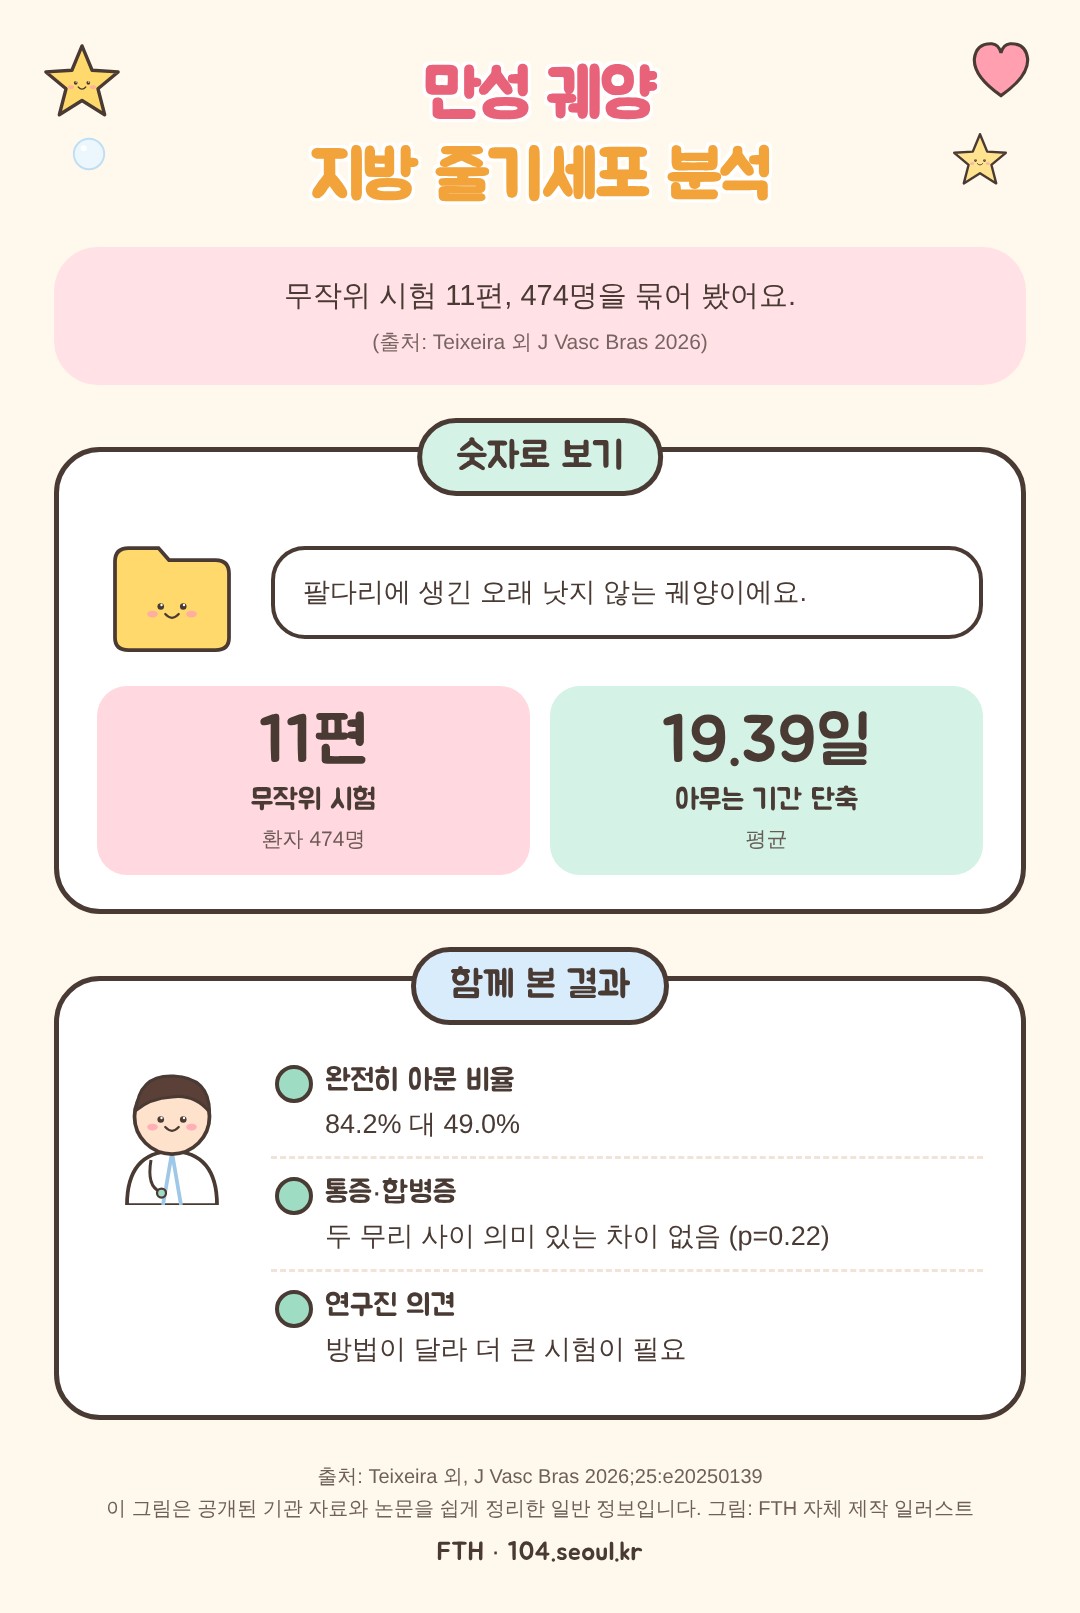 만성 궤양
지방 줄기세포 분석
무작위 시험 11편, 474명을 묶어 봤어요.
(출처: Teixeira 외 J Vasc Bras 2026)
숫자로 보기
팔다리에 생긴 오래 낫지 않는 궤양이에요.
11편
무작위 시험
환자 474명
19.39일
아무는 기간 단축
평균
함께 본 결과
완전히 아문 비율
84.2% 대 49.0%
통증·합병증
두 무리 사이 의미 있는 차이 없음 (p=0.22)
연구진 의견
방법이 달라 더 큰 시험이 필요
출처: Teixeira 외, J Vasc Bras 2026;25:e20250139
이 그림은 공개된 기관 자료와 논문을 쉽게 정리한 일반 정보입니다. 그림: FTH 자체 제작 일러스트
FTH · 104.seoul.kr